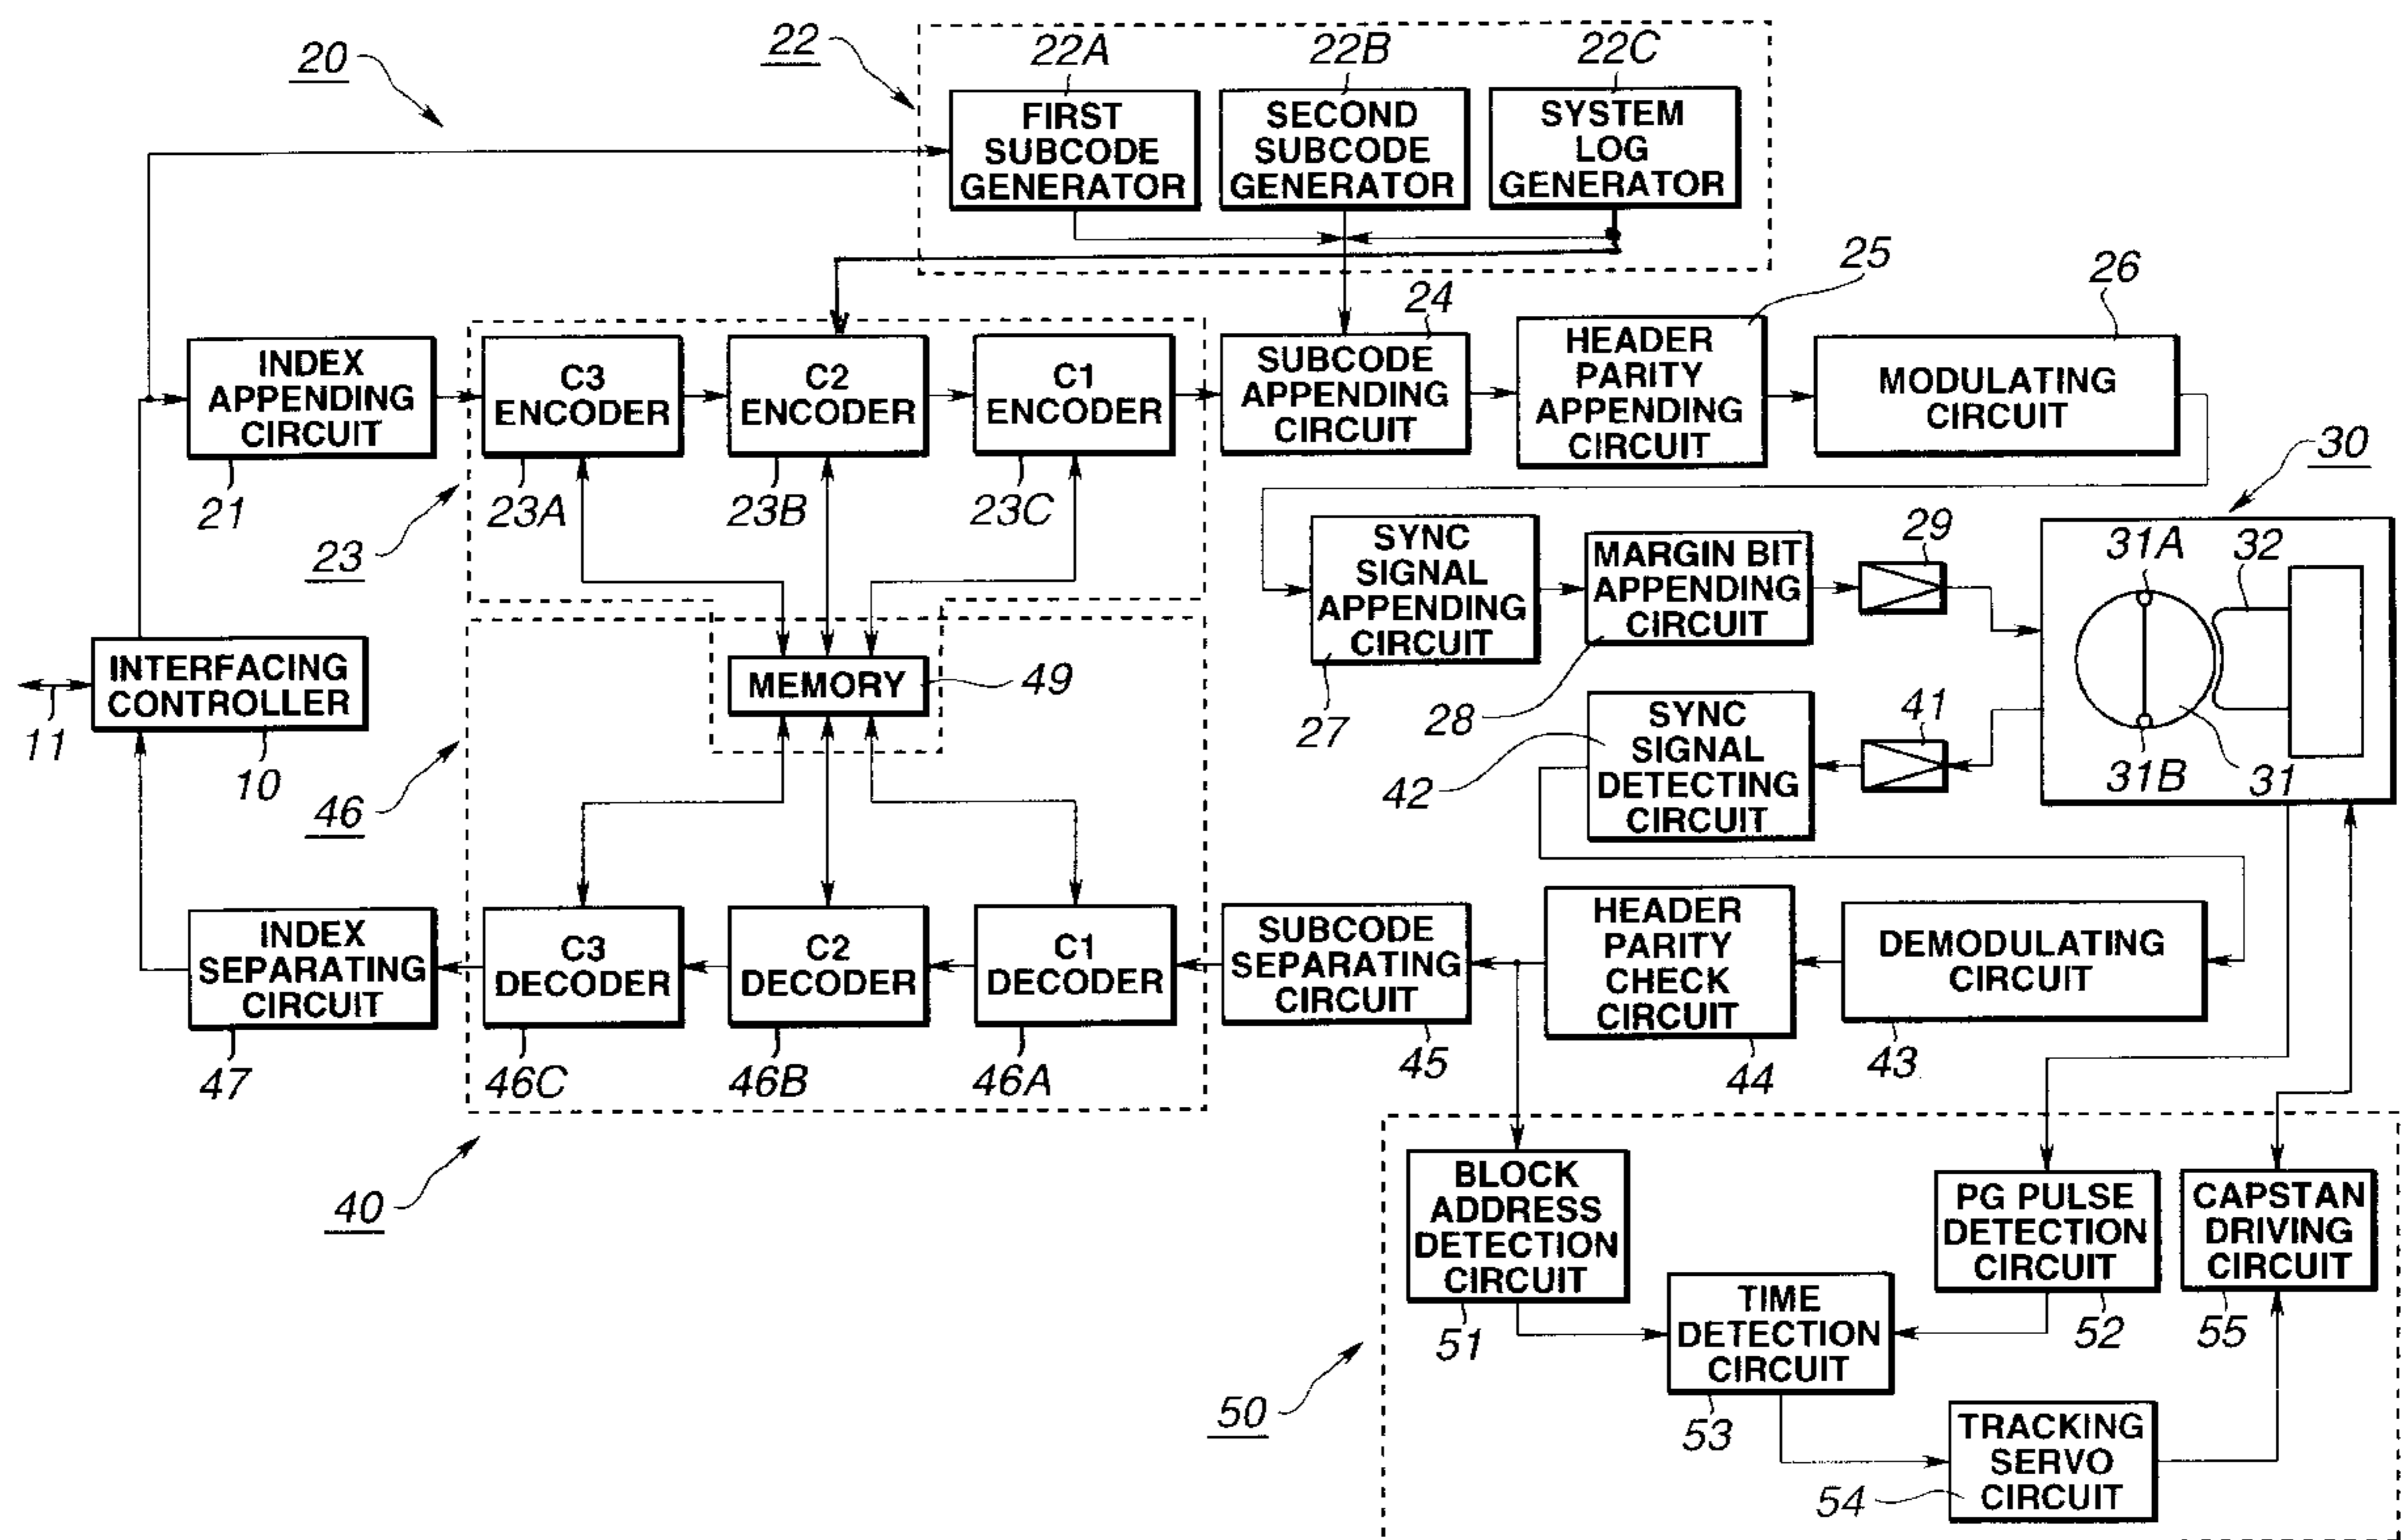 20
22
22A
22B
22C
FIRST
SUBCODE
GENERATOR
SECOND
SUBCODE
GENERATOR
SYSTEM
LOG
GENERATOR
24
25
26
INDEX
APPENDING
CIRCUIT
C3
ENCODER
C2
ENCODER
C1
ENCODER
SUBCODE
APPENDING
CIRCUIT
HEADER
PARITY
APPENDING
CIRCUIT
MODULATING
CIRCUIT
21
23
23A
23B
23C
30
SYNC
SIGNAL
APPENDING
CIRCUIT
27
MARGIN BIT
APPENDING
CIRCUIT
28
29
31A
32
31B
31
INTERFACING
CONTROLLER
11
10
MEMORY
49
46
SYNC
SIGNAL
DETECTING
CIRCUIT
42
41
INDEX
SEPARATING
CIRCUIT
C3
DECODER
C2
DECODER
C1
DECODER
SUBCODE
SEPARATING
CIRCUIT
HEADER
PARITY
CHECK
CIRCUIT
DEMODULATING
CIRCUIT
47
46C
46B
46A
45
44
43
40
BLOCK
ADDRESS
DETECTION
CIRCUIT
51
PG PULSE
DETECTION
CIRCUIT
52
CAPSTAN
DRIVING
CIRCUIT
55
TIME
DETECTION
CIRCUIT
53
50
TRACKING
SERVO
CIRCUIT
54